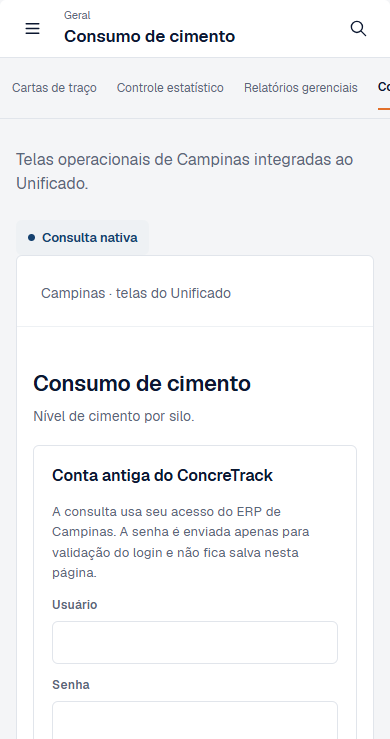 Geral
Consumo de cimento
Cartas de traço Controle estatístico Relatórios gerenciais
Telas operacionais de Campinas integradas ao
Unificado.
Consulta nativa
Campinas · telas do Unificado
Consumo de cimento
Nível de cimento por silo.
Conta antiga do ConcreTrack
A consulta usa seu acesso do ERP de
Campinas. A senha é enviada apenas para
validação do login e não fica salva nesta
página.
Usuário
Senha